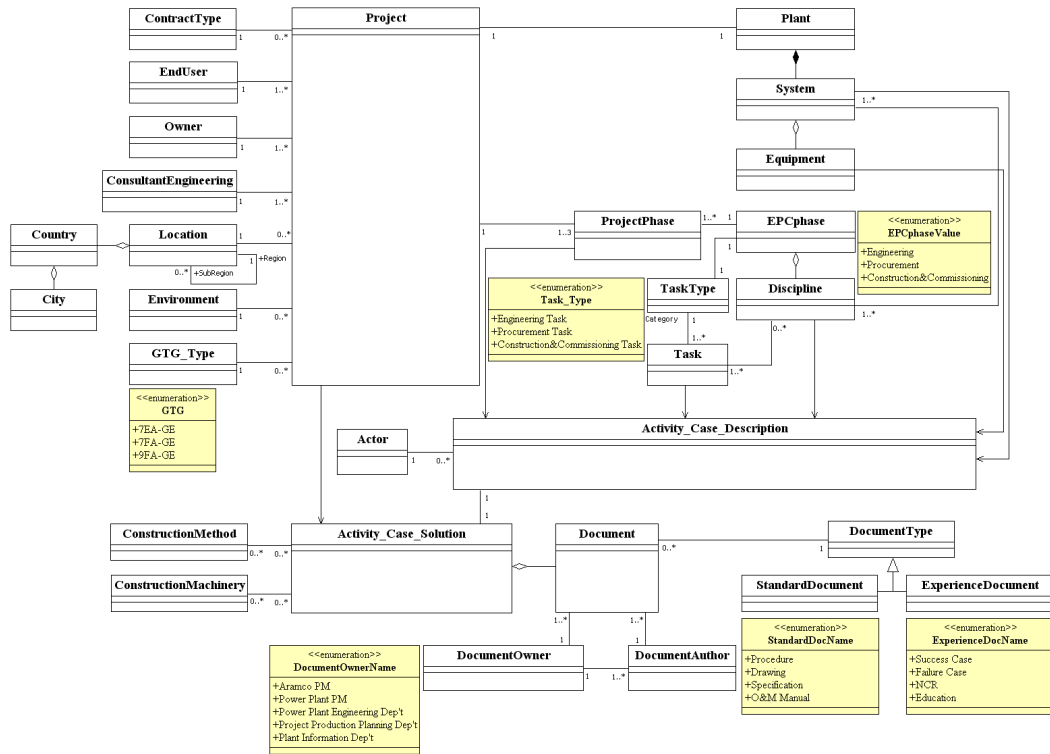 ContractType
Project
Plant
1
0..*
1
1
EndUser
System
1
1..*
1..*
Owner
1
1..*
Equipment
ConsultantEngineering
1
1..*
ProjectPhase
1..*
1
EPCphase
<<enumeration>>
EPCphaseValue
+Engineering
+Procurement
+Construction&Commissioning
Country
Location
1
0..*
1
1..3
1
1
+Region
0..*
+SubRegion
1
City
Environment
1
0..*
<<enumeration>>
Task_Type
+Engineering Task
+Procurement Task
+Construction&Commissioning Task
TaskType
Discipline
Category
1
0..*
1..*
1..*
GTG_Type
1
0..*
Task
1..*
<<enumeration>>
GTG
+7EA-GE
+7FA-GE
+9FA-GE
Activity_Case_Description
Actor
1
0..*
1
1
ConstructionMethod
Activity_Case_Solution
Document
DocumentType
0..*
0..*
0..*
1
ConstructionMachinery
0..*
0..*
StandardDocument
ExperienceDocument
1..*
1..*
<<enumeration>>
DocumentOwnerName
+Aramco PM
+Power Plant PM
+Power Plant Engineering Dep't
+Project Production Planning Dep't
+Plant Information Dep't
1
1
DocumentOwner
DocumentAuthor
1
1..*
<<enumeration>>
StandardDocName
+Procedure
+Drawing
+Specification
+O&M Manual
<<enumeration>>
ExperienceDocName
+Success Case
+Failure Case
+NCR
+Education